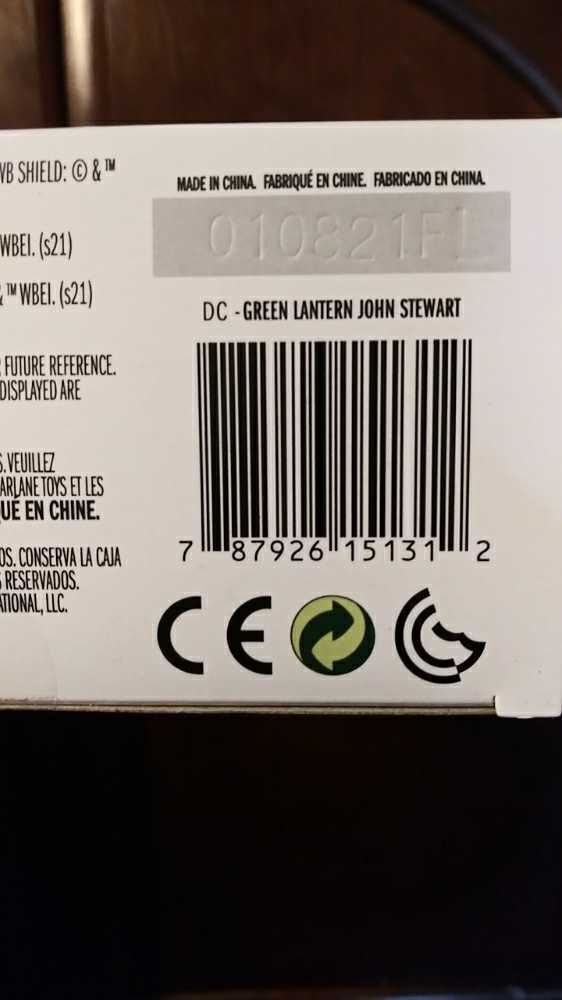 WB SHIELD: © & ™
WBEI. (s21)
& ™ WBEI. (s21)
FUTURE REFERENCE.
DISPLAYED ARE
S. VEUILLEZ
ARLANE TOYS ET LES
UÉ EN CHINE.
OS. CONSERVA LA CAJA
RESERVADOS.
ATIONAL, LLC.
MADE IN CHINA. FABRIQUÉ EN CHINE. FABRICADO EN CHINA.
010821F
DC - GREEN LANTERN JOHN STEWART
7 87926 15131 2
CE